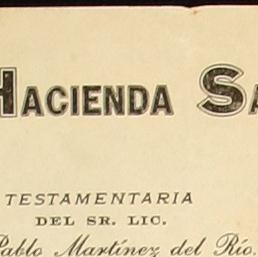 HACIENDA SA
TESTAMENTARIA
DEL SR. LIC.
Pablo Martínez del Río.